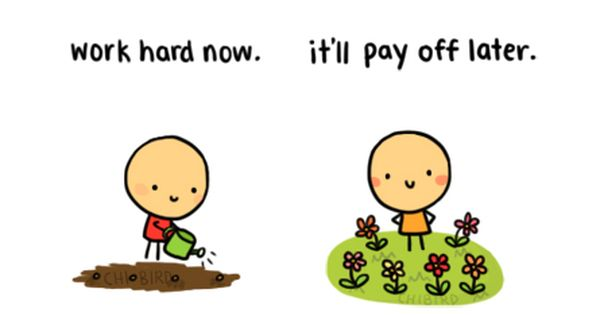 work hard now.
it'll pay off later.
CHIBIRD
CHIBIRD